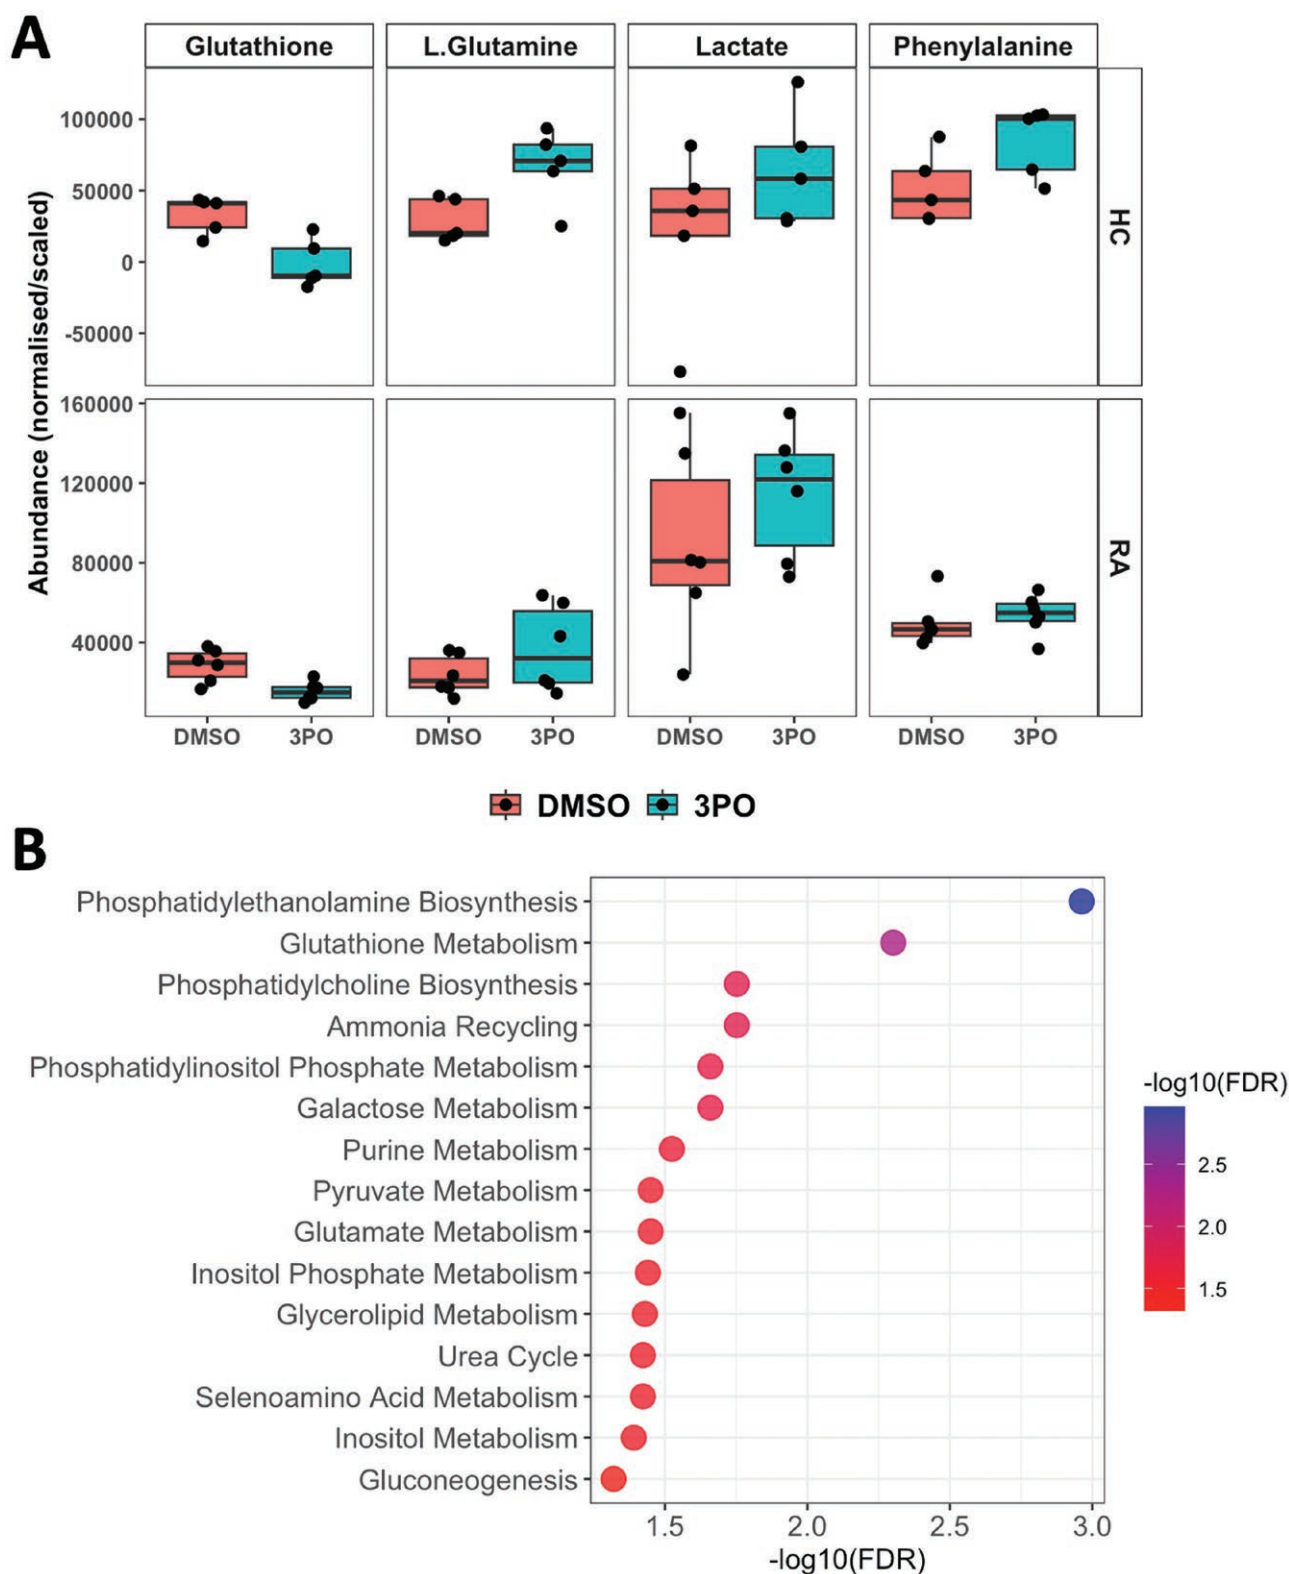 A
Glutathione L.Glutamine Lactate Phenylalanine
Abundance (normalised/scaled)
100000
50000
0
-50000
HC
160000
120000
80000
40000
RA
DMSO 3PO DMSO 3PO DMSO 3PO DMSO 3PO
DMSO 3PO
B
Phosphatidylethanolamine Biosynthesis
Glutathione Metabolism
Phosphatidylcholine Biosynthesis
Ammonia Recycling
Phosphatidylinositol Phosphate Metabolism
Galactose Metabolism
Purine Metabolism
Pyruvate Metabolism
Glutamate Metabolism
Inositol Phosphate Metabolism
Glycerolipid Metabolism
Urea Cycle
Selenoamino Acid Metabolism
Inositol Metabolism
Gluconeogenesis
1.5 2.0 2.5 3.0
-log10(FDR)
-log10(FDR)
2.5
2.0
1.5